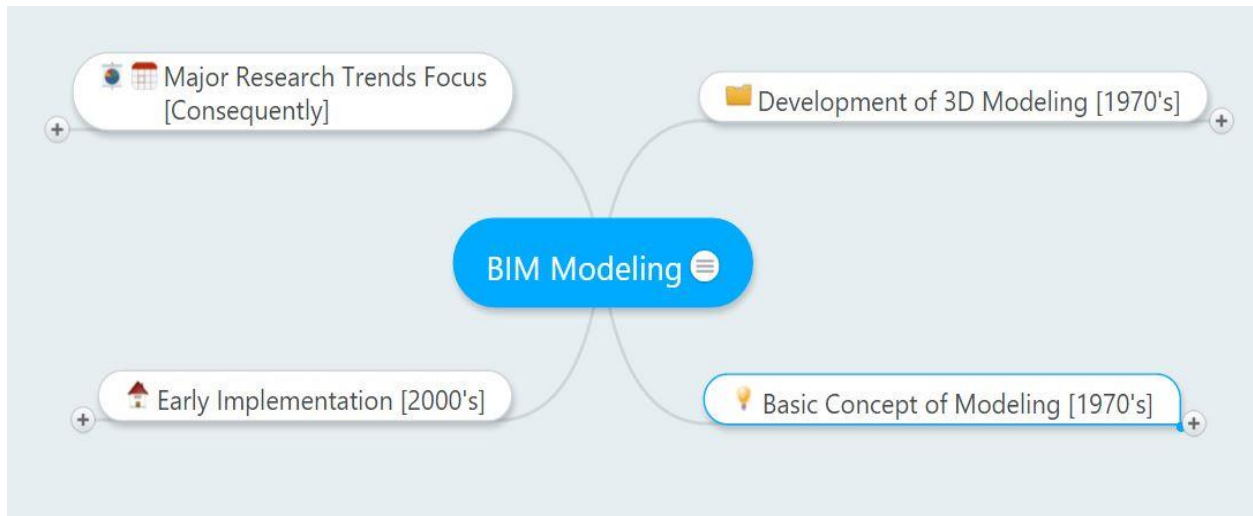 Major Research Trends Focus
[Consequently]
Development of 3D Modeling [1970's]
BIM Modeling
Early Implementation [2000's]
Basic Concept of Modeling [1970's]